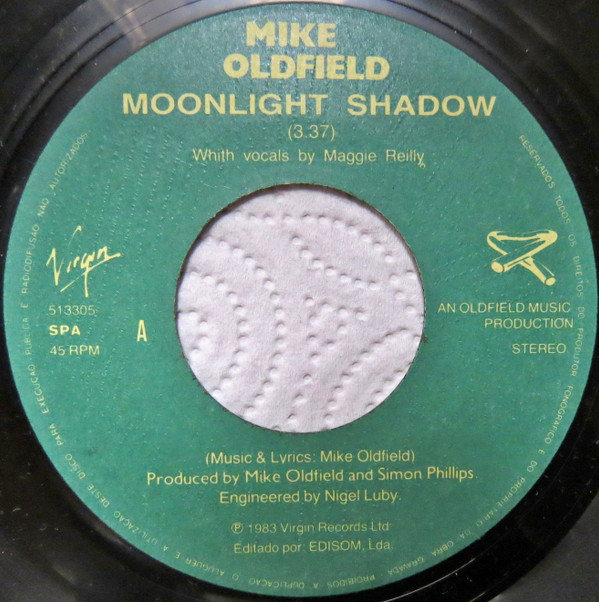 MIKE
OLDFIELD
MOONLIGHT SHADOW
(3.37)
Whith vocals by Maggie Reilly
Virgin
513305
SPA
45 RPM
A
AN OLDFIELD MUSIC
PRODUCTION
STEREO
(Music & Lyrics: Mike Oldfield)
Produced by Mike Oldfield and Simon Phillips.
Engineered by Nigel Luby.
℗ 1983 Virgin Records Ltd
Editado por: EDISOM, Lda
RESERVADOS TODOS OS DIREITOS DO PRODUTOR FONOGRÁFICO E DO PROPRIETÁRIO DA OBRA GRAVADA PROIBIDOS A DUPLICAÇÃO O ALUGUER E A UTILIZAÇÃO DESTE DISCO PARA EXECUÇÃO PÚBLICA E RADIODIFUSÃO NÃO AUTORIZADOS